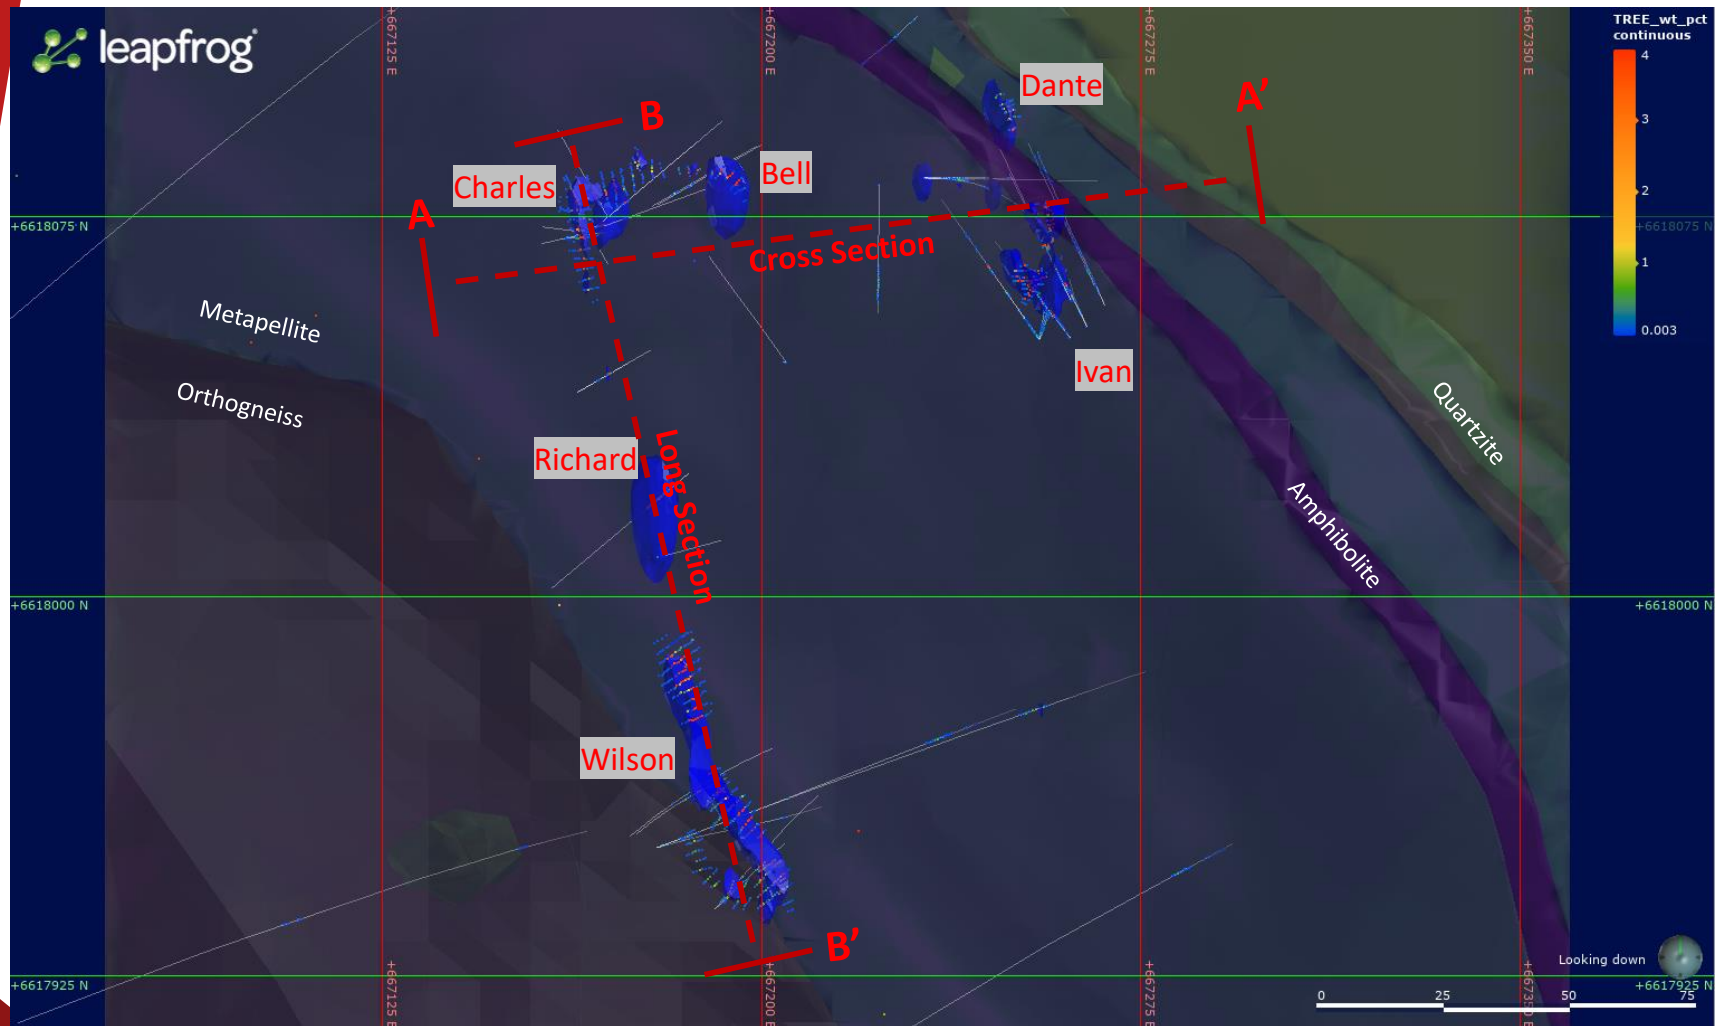 leapfrog
+667125 E
+667200 E
+667275 E
+667350 E
TREE_wt_pct
continuous
4
3
2
1
0.003
Dante
A’
B
Charles
Bell
A
+6618075 N
+6618075 N
Cross Section
Metapellite
Orthogneiss
Ivan
Quartzite
Richard
Long Section
Amphibolite
+6618000 N
+6618000 N
Wilson
B’
Looking down
+6617925 N
+6617925 N
+667125 E
+667200 E
+667275 E
+667350 E
0
25
50
75